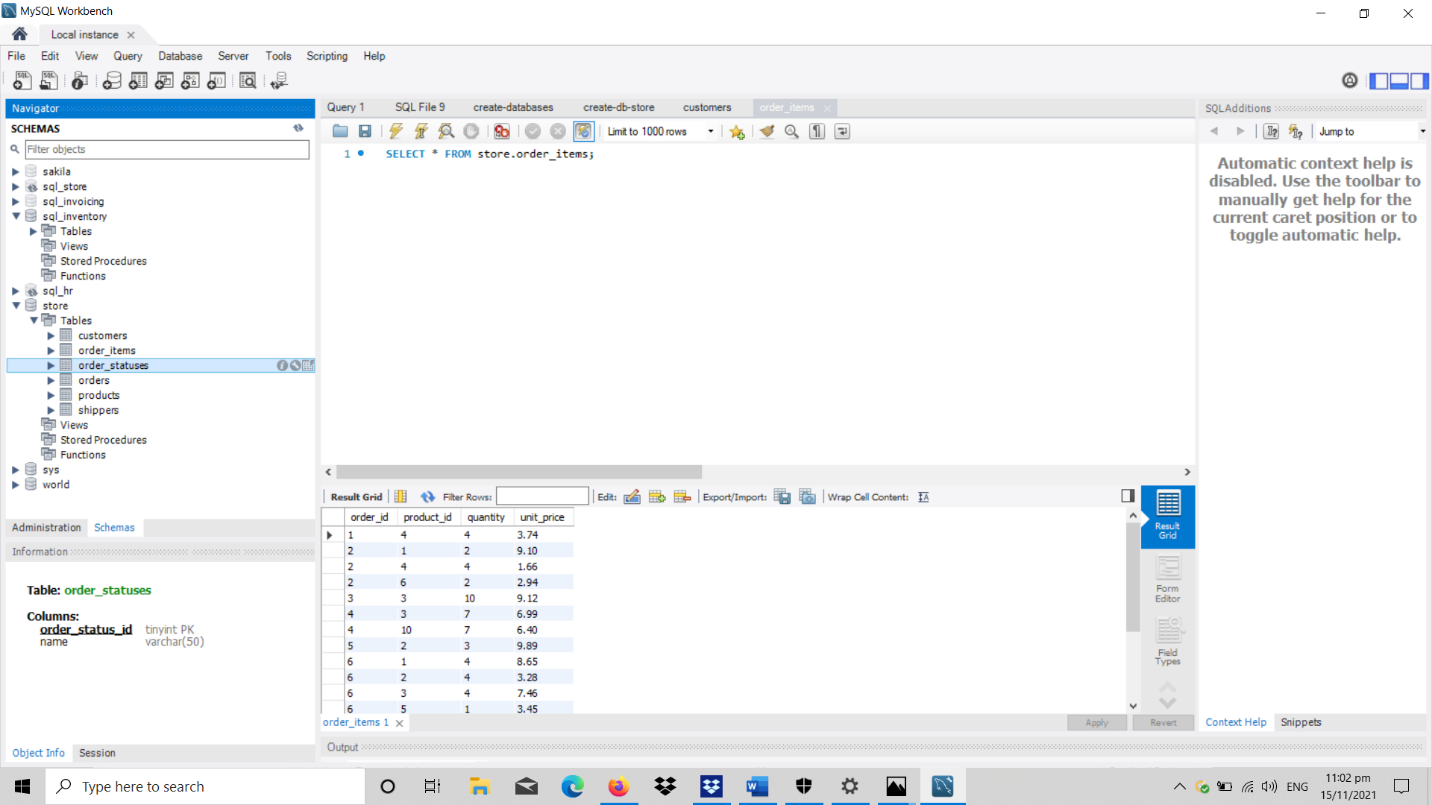 MySQL Workbench
Local instance
File Edit View Query Database Server Tools Scripting Help
Navigator
SCHEMAS
Filter objects
sakila
sql_store
sql_invoicing
sql_inventory
Tables
Views
Stored Procedures
Functions
sql_hr
store
Tables
customers
order_items
order_statuses
orders
products
shippers
Views
Stored Procedures
Functions
sys
world
Administration Schemas
Information
Table: order_statuses
Columns:
order_status_id tinyint PK
name varchar(50)
Object Info Session
Query 1 SQL File 9 create-databases create-db-store customers order_items
Limit to 1000 rows
1 SELECT * FROM store.order_items;
Result Grid Filter Rows: Edit: Export/Import: Wrap Cell Content:
order_id product_id quantity unit_price
1 4 4 3.74
2 1 2 9.10
2 4 4 1.66
2 6 2 2.94
3 3 10 9.12
4 3 7 6.99
4 10 7 6.40
5 2 3 9.89
6 1 4 8.65
6 2 4 3.28
6 3 4 7.46
6 5 1 3.45
Result
Grid
Form
Editor
Field
Types
order_items 1
Apply Revert
Output
SQLAdditions
Jump to
Automatic context help is
disabled. Use the toolbar to
manually get help for the
current caret position or to
toggle automatic help.
Context Help Snippets
Type here to search
ENG
11:02 pm
15/11/2021